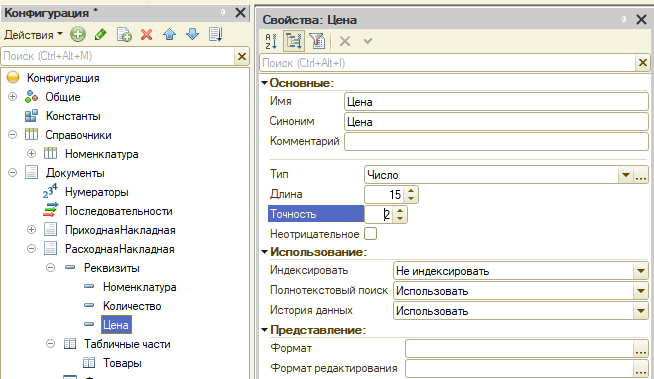 Конфигурация *
Действия
Поиск (Ctrl+Alt+M)
Конфигурация
Общие
Константы
Справочники
Номенклатура
Документы
Нумераторы
Последовательности
ПриходнаяНакладная
РасходнаяНакладная
Реквизиты
Номенклатура
Количество
Цена
Табличные части
Товары
Свойства: Цена
Поиск (Ctrl+Alt+I)
Основные:
Имя Цена
Синоним Цена
Комментарий
Тип Число
Длина 15
Точность 2
Неотрицательное
Использование:
Индексировать Не индексировать
Полнотекстовый поиск Использовать
История данных Использовать
Представление:
Формат
Формат редактирования